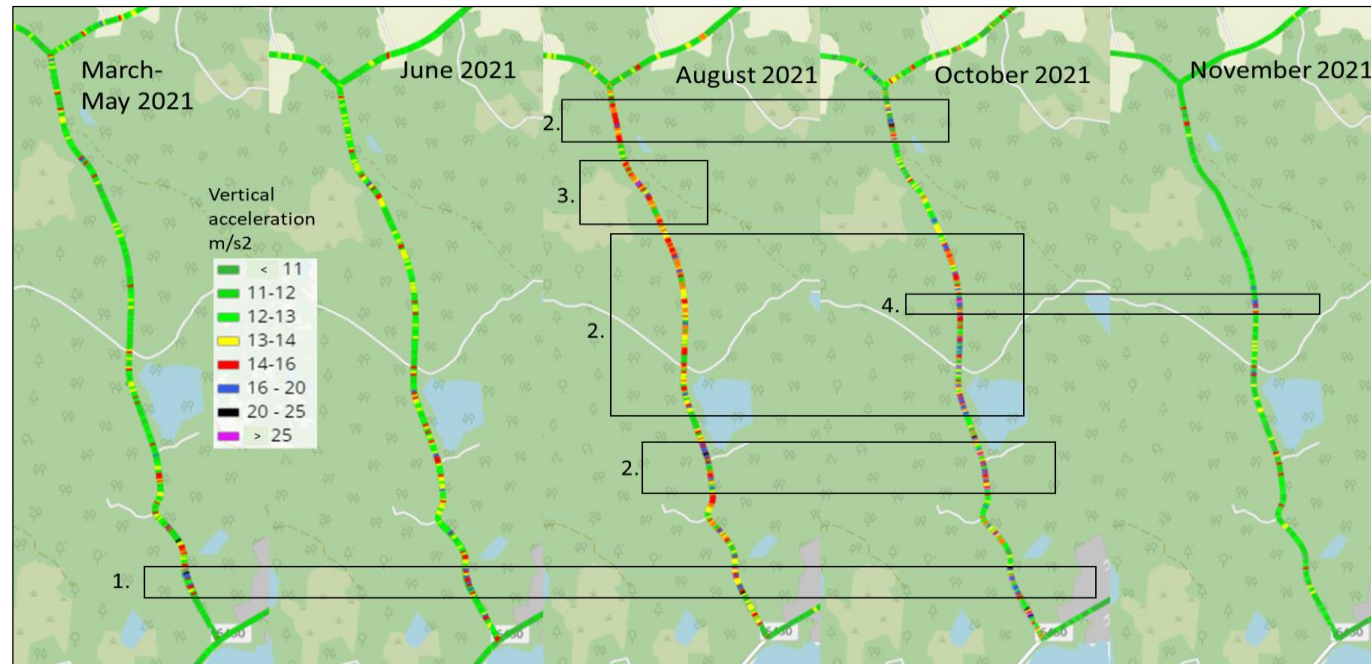 March-
May 2021
June 2021
August 2021
October 2021
November 2021
2.
3.
Vertical
acceleration
m/s2
< 11
11-12
12-13
13-14
14-16
16 - 20
20 - 25
> 25
4.
2.
2.
1.